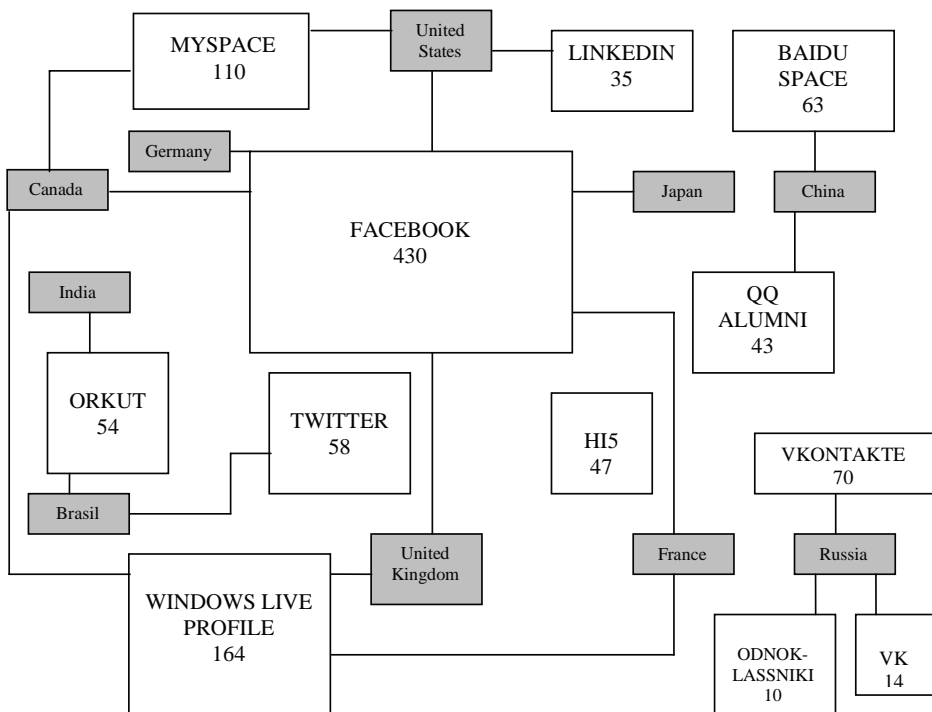 MYSPACE
110
United
States
LINKEDIN
35
BAIDU
SPACE
63
Germany
Canada
FACEBOOK
430
Japan
China
India
QQ
ALUMNI
43
ORKUT
54
TWITTER
58
HI5
47
VKONTAKTE
70
Brasil
United
Kingdom
France
Russia
WINDOWS LIVE
PROFILE
164
ODNOK-
LASSNIKI
10
VK
14